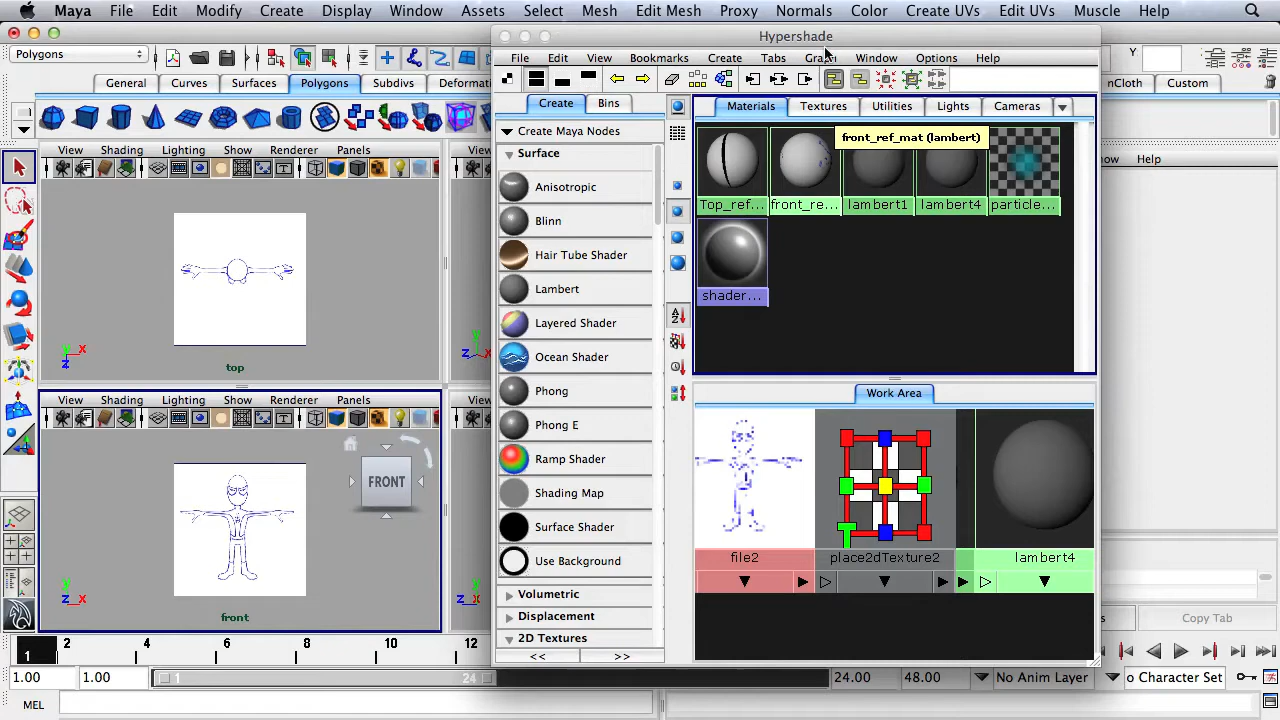 Maya File Edit Modify Create Display Window Assets Select Mesh Edit Mesh Proxy Normals Color Create UVs Edit UVs Muscle Help
Hypershade
Polygons
Y
File Edit View Bookmarks Create Tabs Graph Window Options Help
General Curves Surfaces Polygons Subdivs Deformation
nCloth Custom
Create Bins
Materials Textures Utilities Lights Cameras
Create Maya Nodes
front_ref_mat (lambert)
View Shading Lighting Renderer Panels
View
Help
Surface
Anisotropic
Top_ref... front_re... lambert1 lambert4 particle...
Blinn
Hair Tube Shader
Lambert
shader...
Layered Shader
Ocean Shader
Y
X
Z
top
Phong
Work Area
View Shading Lighting Show Renderer Panels
View
Phong E
Ramp Shader
FRONT
Shading Map
Surface Shader
Use Background
file2 place2dTexture2 lambert4
Volumetric
Displacement
front
Copy Tab
2D Textures
<< >>
1 2 4 6 8 10 12
1.00 1.00 1 24 24.00 48.00 No Anim Layer o Character Set
MEL